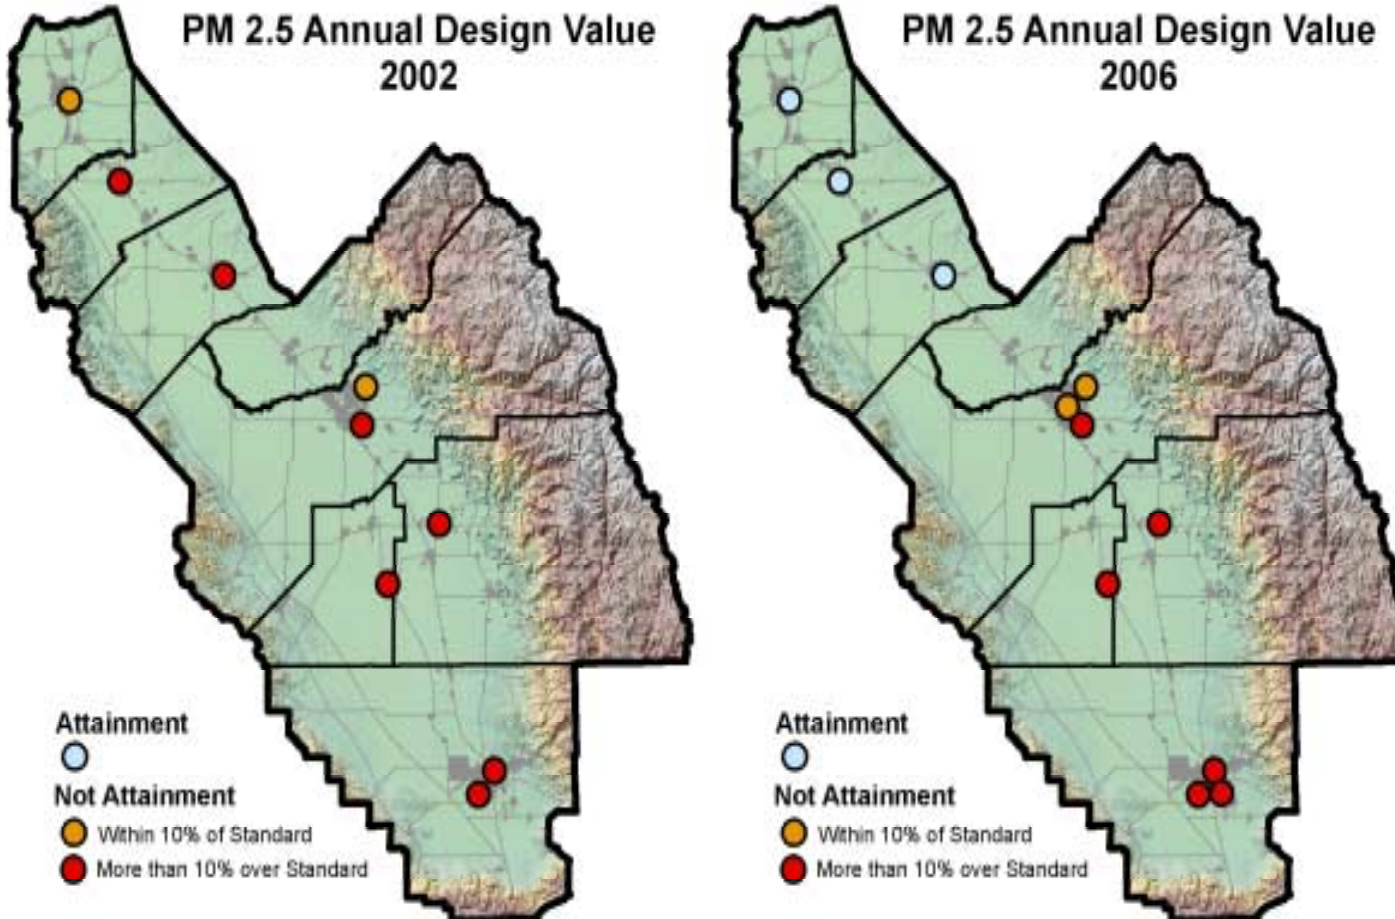 PM 2.5 Annual Design Value
2002
Attainment
Not Attainment
Within 10% of Standard
More than 10% over Standard
PM 2.5 Annual Design Value
2006
Attainment
Not Attainment
Within 10% of Standard
More than 10% over Standard